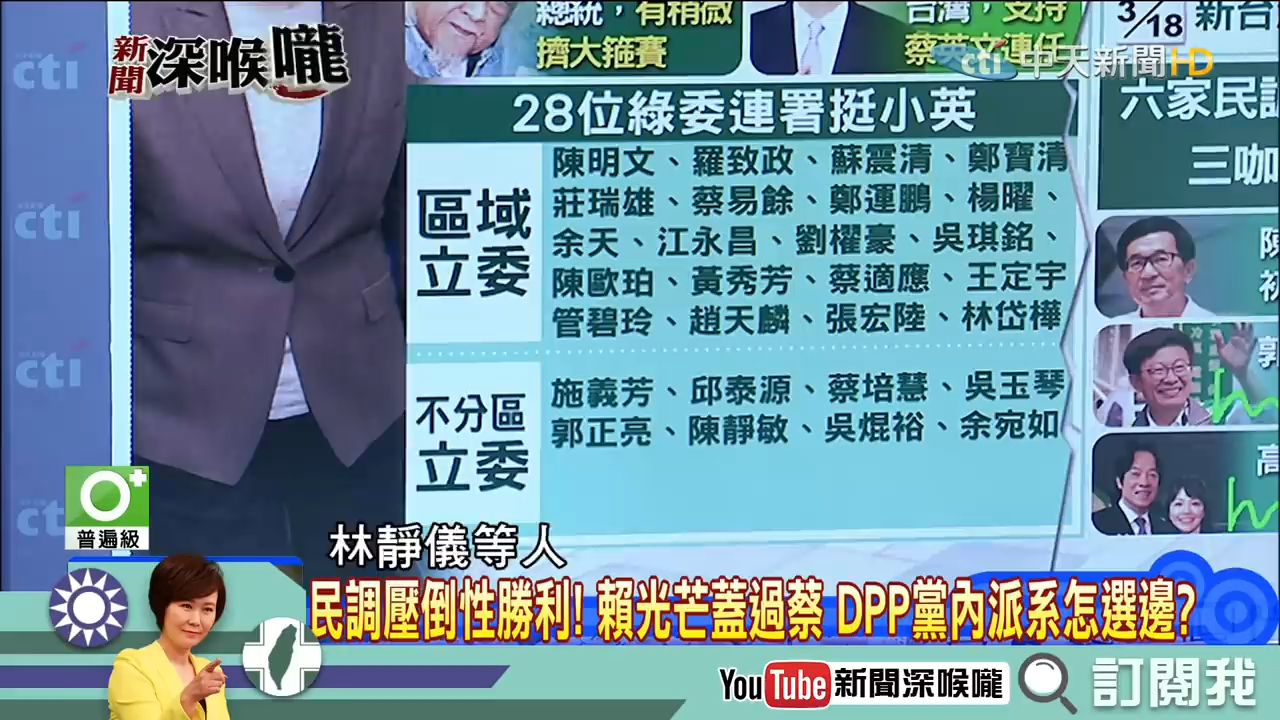 總統，有稍微
擠大箍賽
台灣，支持
蔡英文連任
3/18 新台
新聞深喉嚨
cti 中天新聞HD
cti
cti
cti
28位綠委連署挺小英
六家民調
三咖
區域立委
陳明文、羅致政、蘇震清、鄭寶清
莊瑞雄、蔡易餘、鄭運鵬、楊曜、
余天、江永昌、劉櫂豪、吳琪銘、
陳歐珀、黃秀芳、蔡適應、王定宇
管碧玲、趙天麟、張宏陸、林岱樺
不分區立委
施義芳、邱泰源、蔡培慧、吳玉琴
郭正亮、陳靜敏、吳焜裕、余宛如
普遍級
林靜儀等人
民調壓倒性勝利! 賴光芒蓋過蔡 DPP黨內派系怎選邊?
YouTube 新聞深喉嚨 訂閱我